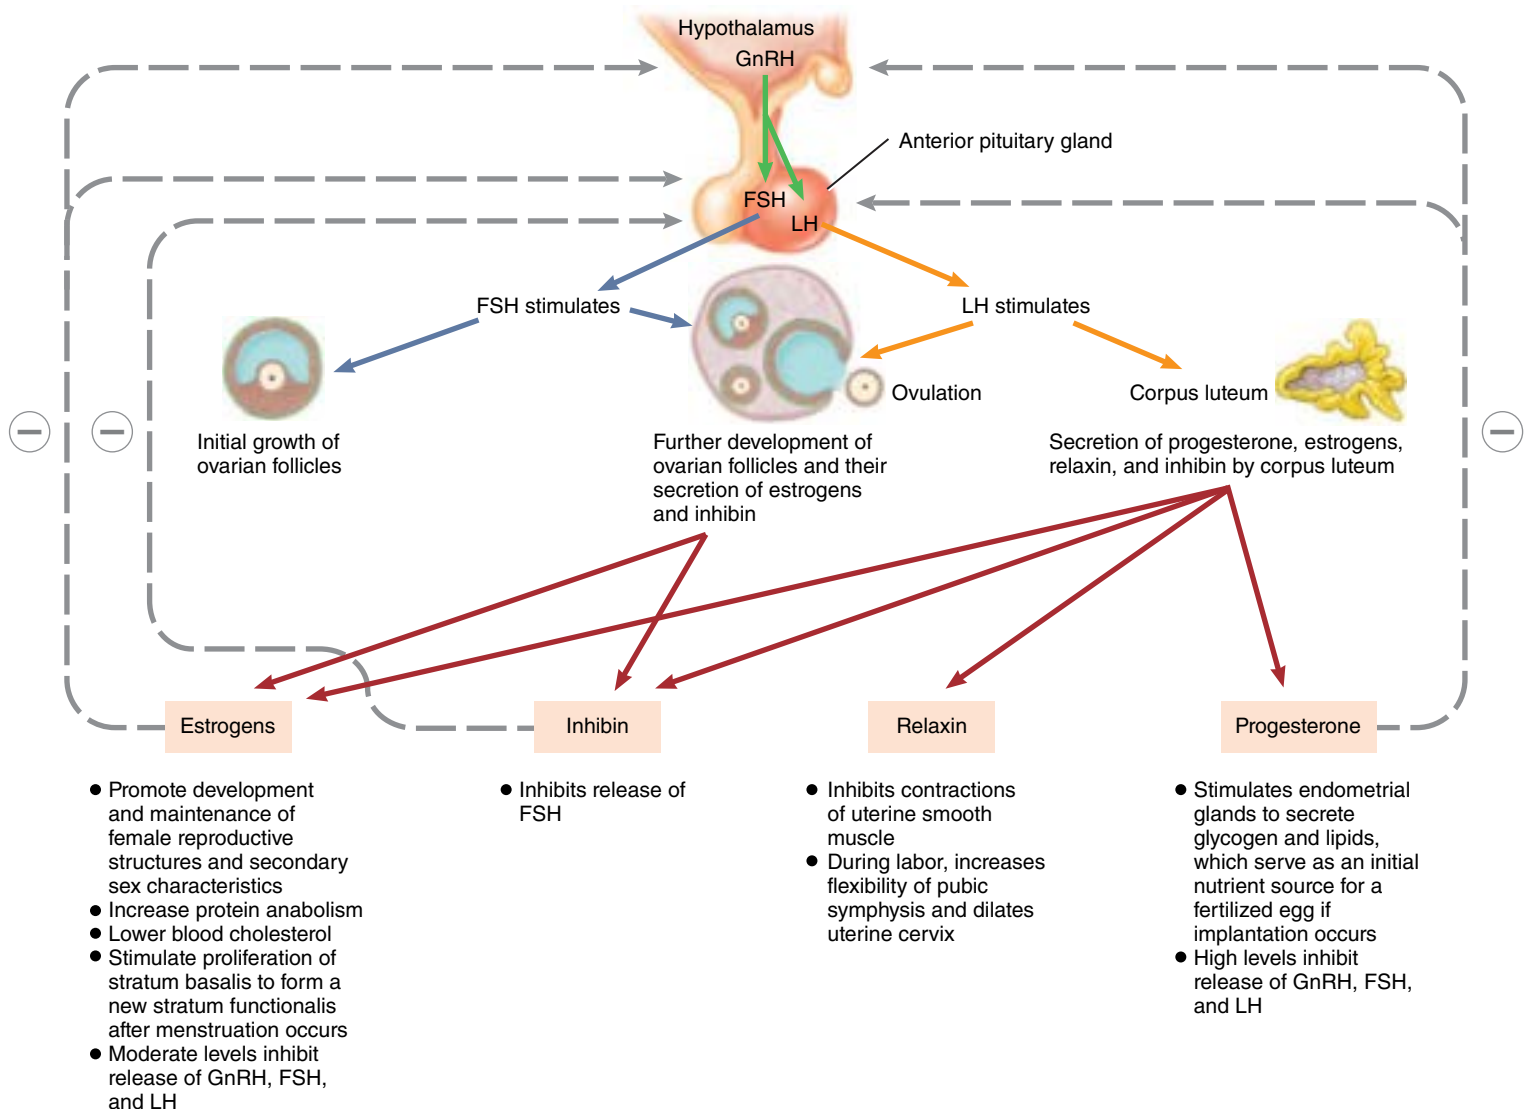 Hypothalamus
GnRH
Anterior pituitary gland
FSH
LH
FSH stimulates
LH stimulates
Ovulation
Corpus luteum
Initial growth of
ovarian follicles
Further development of
ovarian follicles and their
secretion of estrogens
and inhibin
Secretion of progesterone, estrogens,
relaxin, and inhibin by corpus luteum
Estrogens
Inhibin
Relaxin
Progesterone
● Promote development
and maintenance of
female reproductive
structures and secondary
sex characteristics
● Increase protein anabolism
● Lower blood cholesterol
● Stimulate proliferation of
stratum basalis to form a
new stratum functionalis
after menstruation occurs
● Moderate levels inhibit
release of GnRH, FSH,
and LH
● Inhibits release of
FSH
● Inhibits contractions
of uterine smooth
muscle
● During labor, increases
flexibility of pubic
symphysis and dilates
uterine cervix
● Stimulates endometrial
glands to secrete
glycogen and lipids,
which serve as an initial
nutrient source for a
fertilized egg if
implantation occurs
● High levels inhibit
release of GnRH, FSH,
and LH